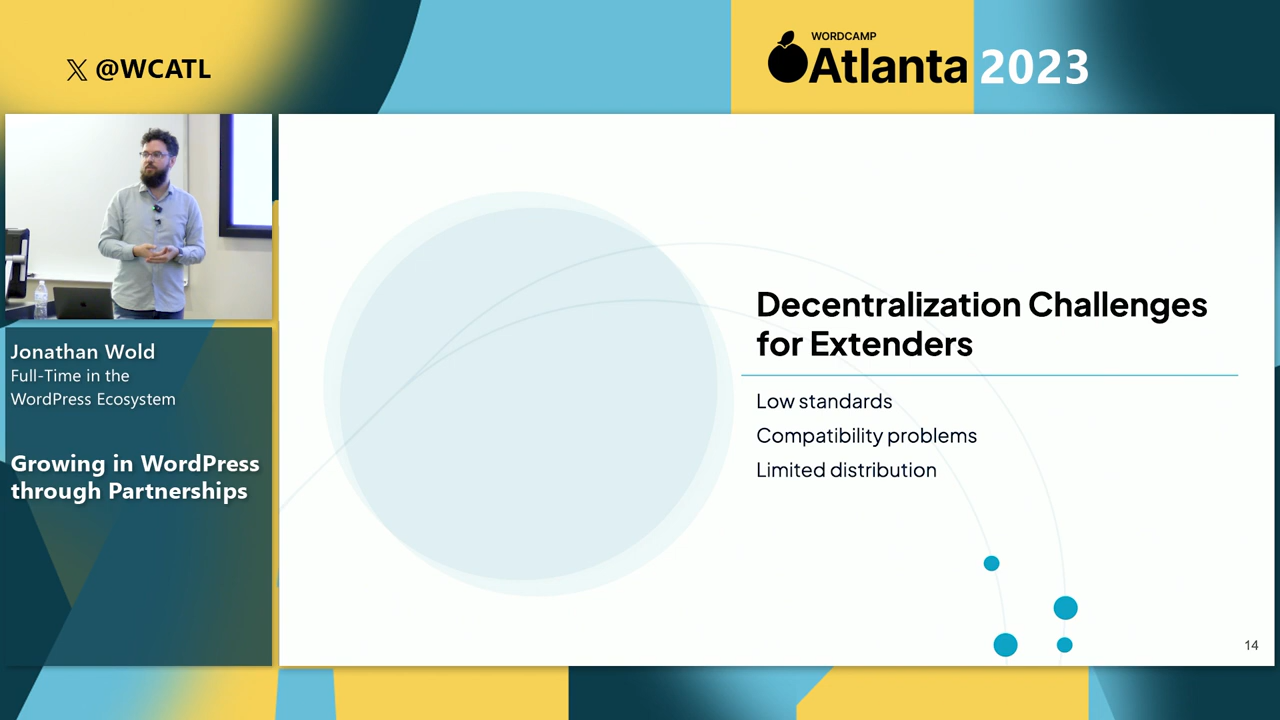 𝕏 @WCATL
WORDCAMP
Atlanta 2023
Jonathan Wold
Full-Time in the
WordPress Ecosystem
Growing in WordPress
through Partnerships
Decentralization Challenges
for Extenders
Low standards
Compatibility problems
Limited distribution
14